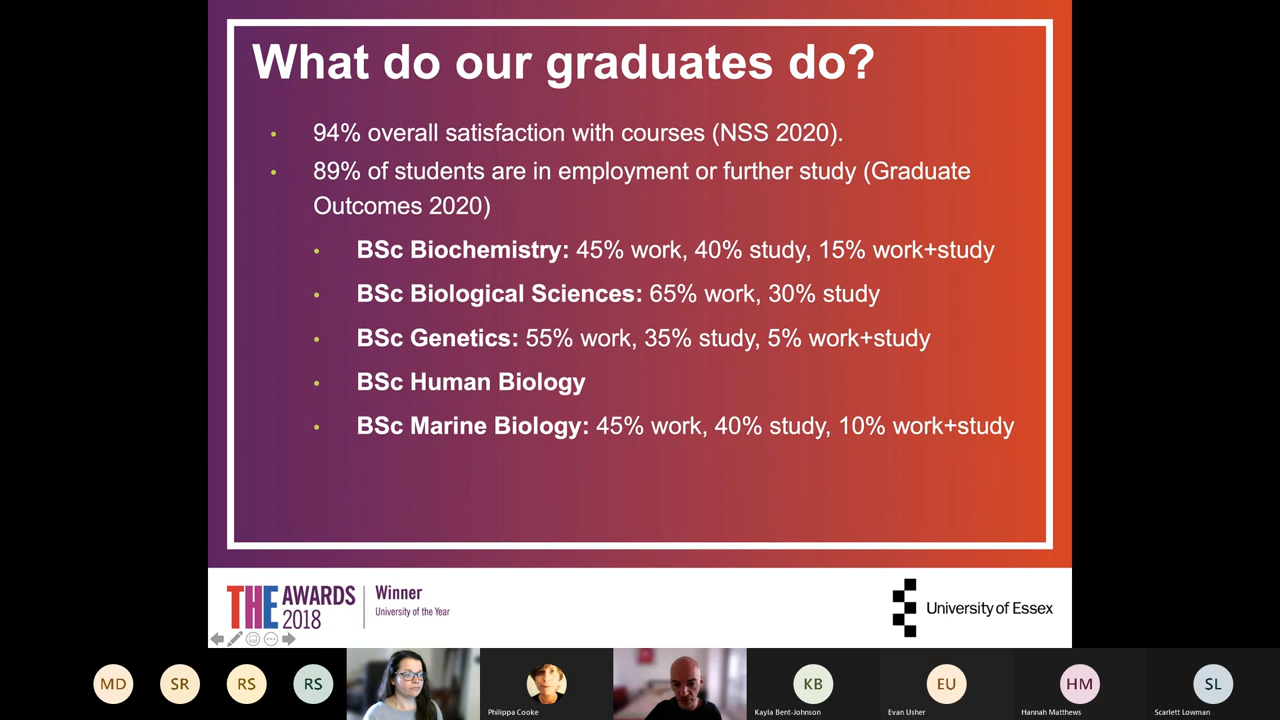 What do our graduates do?
94% overall satisfaction with courses (NSS 2020).
89% of students are in employment or further study (Graduate
Outcomes 2020)
BSc Biochemistry: 45% work, 40% study, 15% work+study
BSc Biological Sciences: 65% work, 30% study
BSc Genetics: 55% work, 35% study, 5% work+study
BSc Human Biology
BSc Marine Biology: 45% work, 40% study, 10% work+study
THE AWARDS 2018
Winner
University of the Year
University of Essex
MD
SR
RS
RS
Philippa Cooke
KB
Kayla Bent-Johnson
EU
Evan Usher
HM
Hannah Matthews
SL
Scarlett Lowman